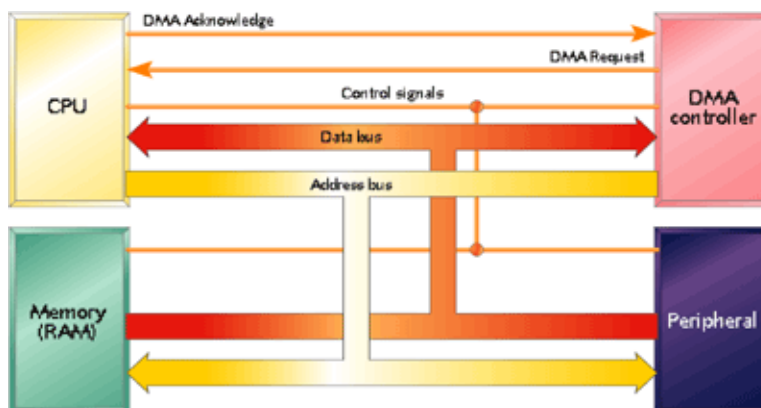 DMA Acknowledge
DMA Request
Control signals
CPU
DMA
controller
Data bus
Address bus
Memory
(RAM)
Peripheral